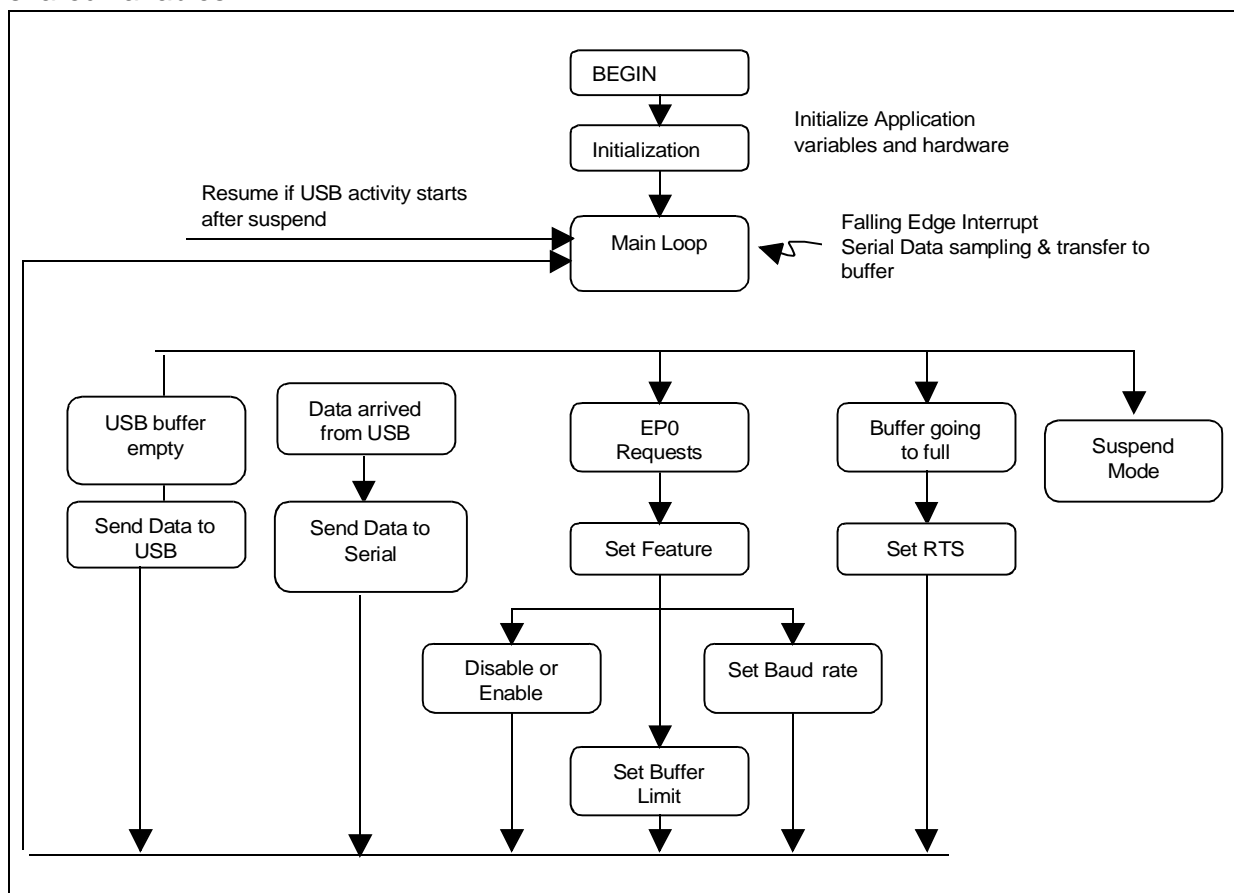 BEGIN
Initialization
Initialize Application
variables and hardware
Resume if USB activity starts
after suspend
Main Loop
Falling Edge Interrupt
Serial Data sampling & transfer to
buffer
USB buffer
empty
Data arrived
from USB
EP0
Requests
Buffer going
to full
Suspend
Mode
Send Data to
USB
Send Data to
Serial
Set Feature
Set RTS
Disable or
Enable
Set Baud rate
Set Buffer
Limit